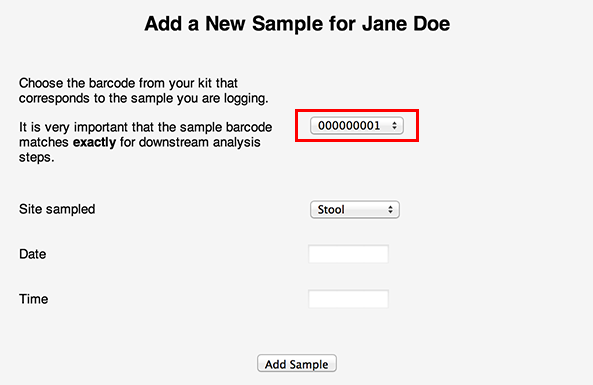 Add a New Sample for Jane Doe
Choose the barcode from your kit that
corresponds to the sample you are logging.
It is very important that the sample barcode
matches exactly for downstream analysis
steps.
000000001
Site sampled
Stool
Date
Time
Add Sample